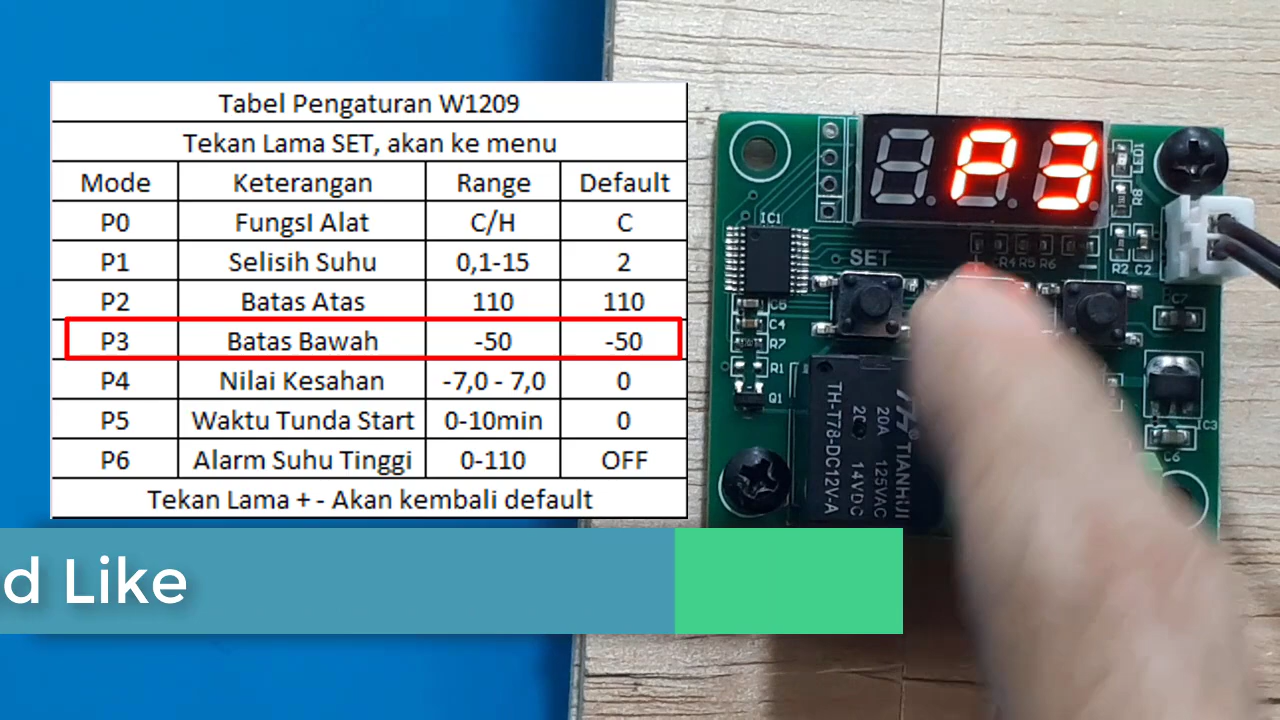 Tabel Pengaturan W1209
Tekan Lama SET, akan ke menu
Mode Keterangan Range Default
P0 FungsI Alat C/H C
P1 Selisih Suhu 0,1-15 2
P2 Batas Atas 110 110
P3 Batas Bawah -50 -50
P4 Nilai Kesahan -7,0 - 7,0 0
P5 Waktu Tunda Start 0-10min 0
P6 Alarm Suhu Tinggi 0-110 OFF
Tekan Lama + - Akan kembali default
d Like
P3
LED1
R8
IC1
SET
R4 R5 R6
R2 C2
C5
C4
R7
C7
R1
Q1
IC3
C6
TIANHUI
20A 125VAC
14VDC
TH-T78-DC12V-A